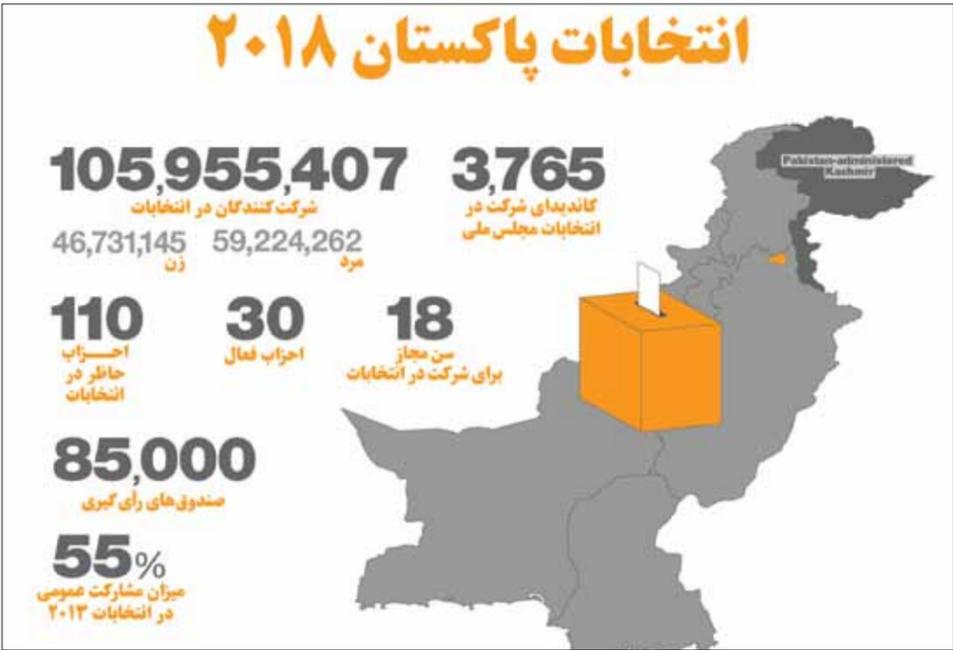 انتخابات پاکستان ۲۰۱۸
105,955,407
شرکت‌کنندگان در انتخابات
46,731,145
زن
59,224,262
مرد
3,765
کاندیدای شرکت در
انتخابات مجلس ملی
Pakistan-administered
Kashmir
110
احــزاب
حاظر در
انتخابات
30
احزاب فعال
18
سن مجاز
برای شرکت در انتخابات
85,000
صندوق‌های رأی‌گیری
55%
میزان مشارکت عمومی
در انتخابات ۲۰۱۳